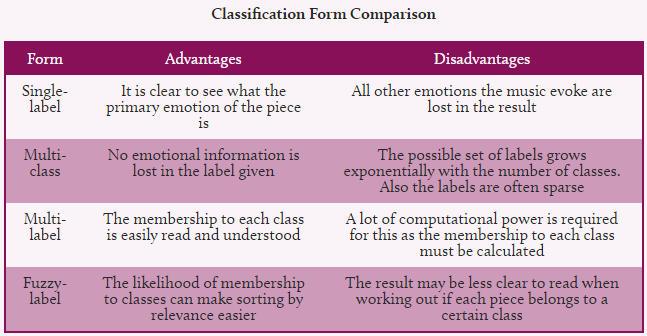 Classification Form Comparison
Form Advantages Disadvantages
Single-
label
It is clear to see what the
primary emotion of the piece
is
All other emotions the music evoke are
lost in the result
Multi-
class
No emotional information is
lost in the label given
The possible set of labels grows
exponentially with the number of classes.
Also the labels are often sparse
Multi-
label
The membership to each class
is easily read and understood
A lot of computational power is required
for this as the membership to each class
must be calculated
Fuzzy-
label
The likelihood of membership
to classes can make sorting by
relevance easier
The result may be less clear to read when
working out if each piece belongs to a
certain class